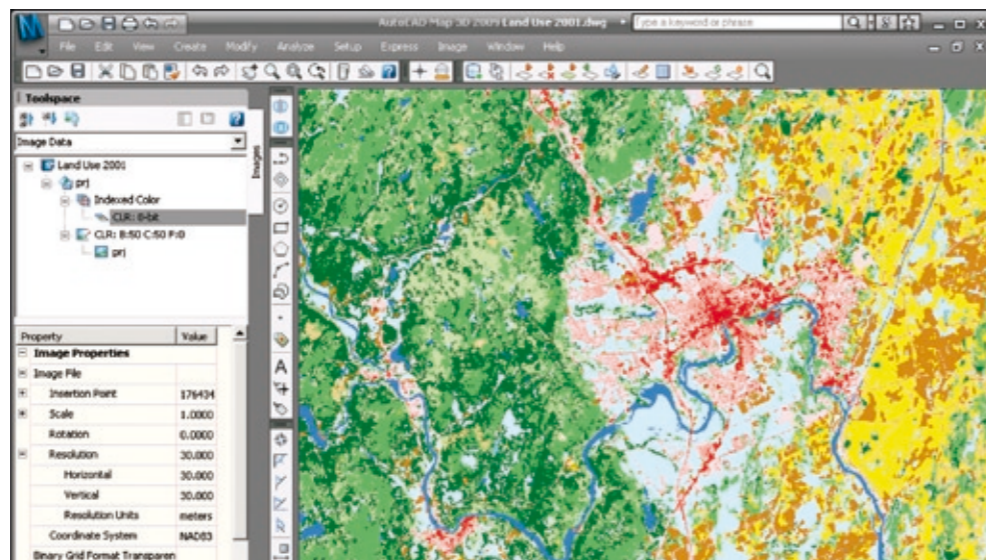 AutoCAD Map 3D 2009 Land Use 2001.dwg
Type a keyword or phrase
File Edit View Create Modify Analyze Setup Express Image Window Help
Toolspace
Image Data
Images
Land Use 2001
prj
Indexed Color
CLR: 8-bit
CLR: B:50 C:50 F:0
prj
Property Value
Image Properties
Image File
Insertion Point 176434
Scale 1.0000
Rotation 0.0000
Resolution 30.000
Horizontal 30.000
Vertical 30.000
Resolution Units meters
Coordinate System NAD83
Binary Grid Format Transparen